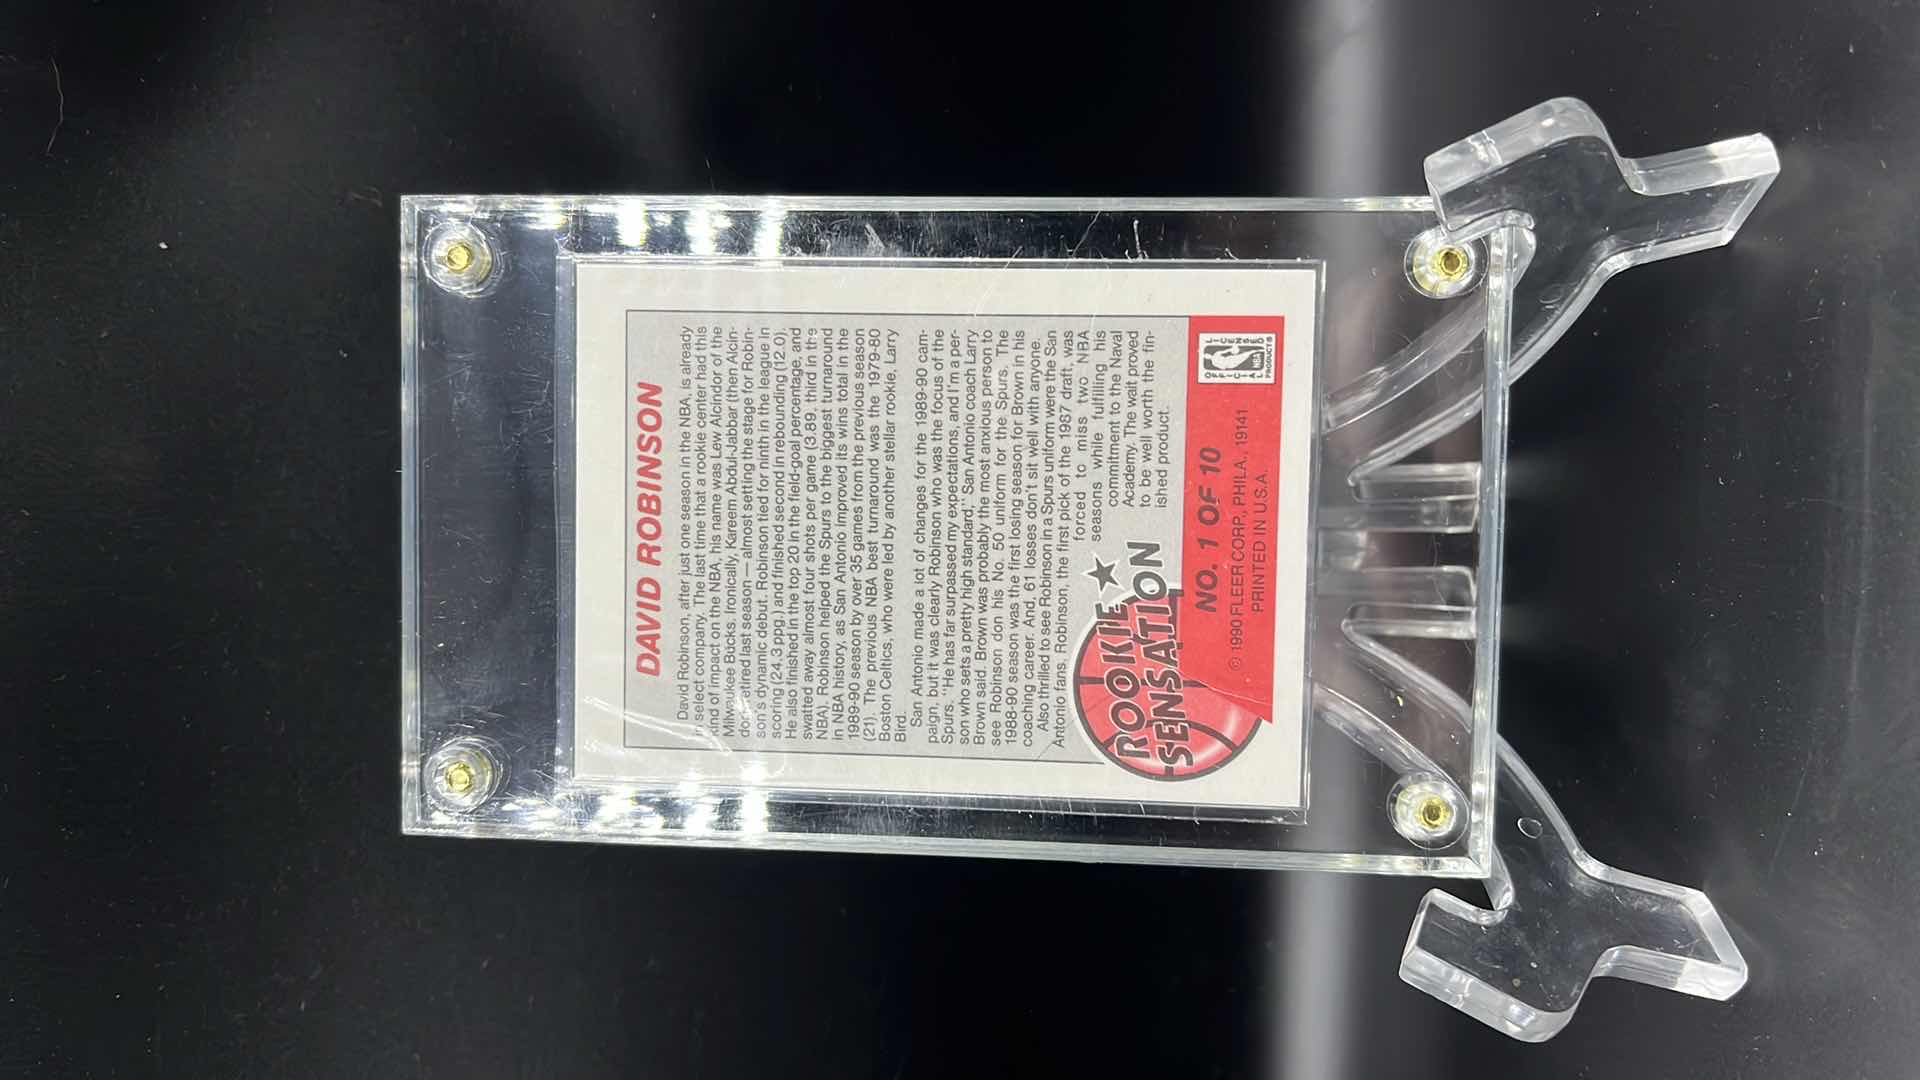 DAVID ROBINSON
David Robinson, after just one season in the NBA, is already
in select company. The last time that a rookie center had this
kind of impact on the NBA, his name was Lew Alcindor of the
Milwaukee Bucks. Ironically, Kareem Abdul-Jabbar (then Alcin-
dor) retired last season — almost setting the stage for Robin-
son's dynamic debut. Robinson tied for ninth in the league in
scoring (24.3 ppg.) and finished second in rebounding (12.0).
He also finished in the top 20 in the field-goal percentage, and
swatted away almost four shots per game (3.89, third in the
NBA). Robinson helped the Spurs to the biggest turnaround
in NBA history, as San Antonio improved its wins total in the
1989-90 season by over 35 games from the previous season
(21). The previous NBA best turnaround was the 1979-80
Boston Celtics, who were led by another stellar rookie, Larry
Bird.
San Antonio made a lot of changes for the 1989-90 cam-
paign, but it was clearly Robinson who was the focus of the
Spurs. "He has far surpassed my expectations, and I'm a per-
son who sets a pretty high standard," San Antonio coach Larry
Brown said. Brown was probably the most anxious person to
see Robinson don his No. 50 uniform for the Spurs. The
1988-90 season was the first losing season for Brown in his
coaching career. And, 61 losses don't sit well with anyone.
Also thrilled to see Robinson in a Spurs uniform were the San
Antonio fans. Robinson, the first pick of the 1987 draft, was
forced to miss two NBA
seasons while fulfilling his
commitment to the Naval
Academy. The wait proved
to be well worth the fin-
ished product.
ROOKIE
SENSATION
NO. 1 OF 10
© 1990 FLEER CORP., PHILA., 19141
PRINTED IN U.S.A.
OFFICIAL
LICENSED
NBA
PRODUCT®